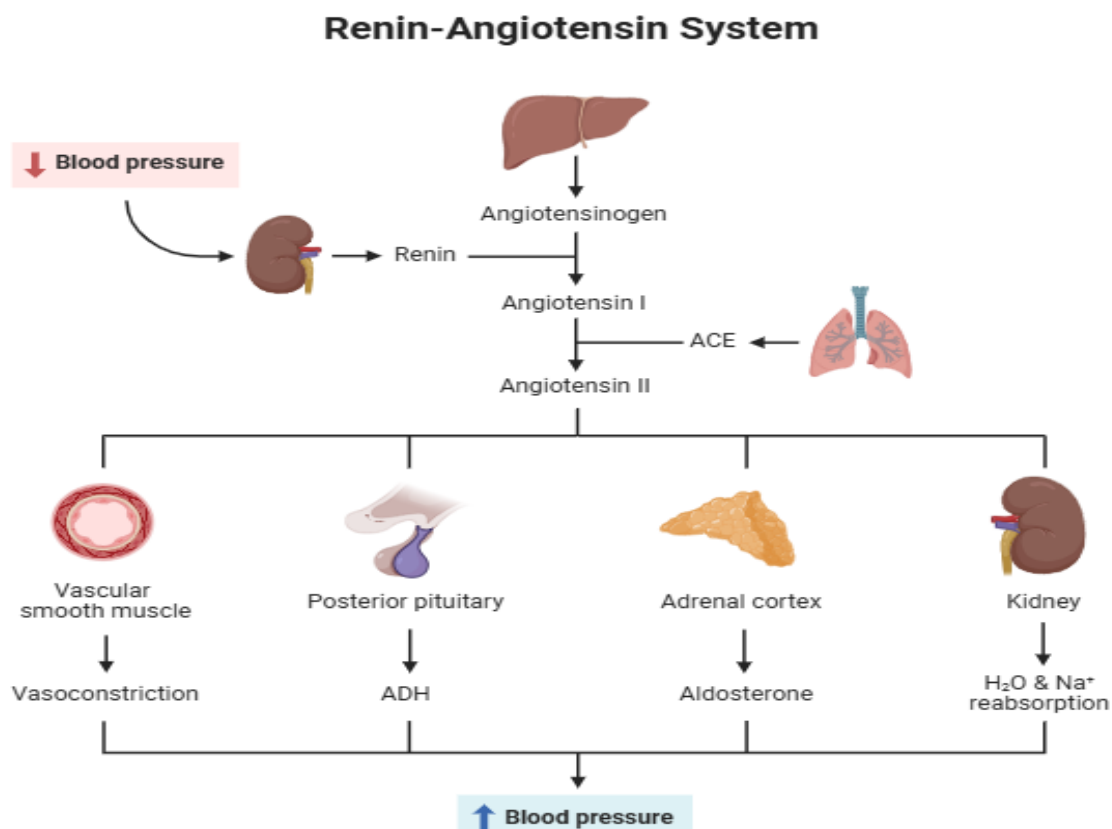 Renin-Angiotensin System
Blood pressure
Angiotensinogen
Renin
Angiotensin I
ACE
Angiotensin II
Vascular
smooth muscle
Posterior pituitary
Adrenal cortex
Kidney
Vasoconstriction
ADH
Aldosterone
H₂O & Na⁺
reabsorption
Blood pressure